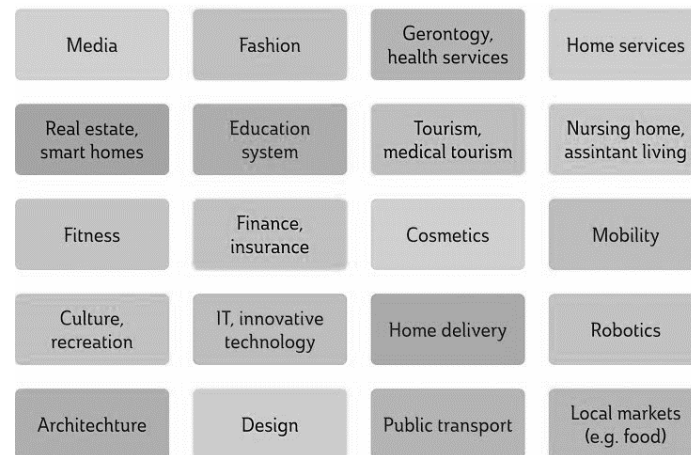 Media
Fashion
Gerontogy,
health services
Home services
Real estate,
smart homes
Education
system
Tourism,
medical tourism
Nursing home,
assintant living
Fitness
Finance,
insurance
Cosmetics
Mobility
Culture,
recreation
IT, innovative
technology
Home delivery
Robotics
Architechture
Design
Public transport
Local markets
(e.g. food)